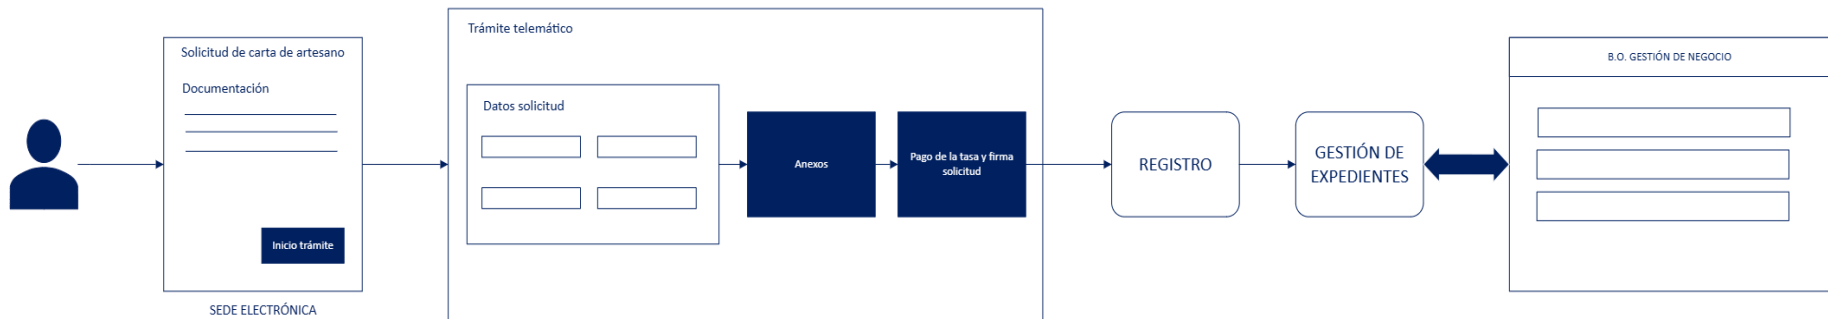 Solicitud de carta de artesano
Documentación
Inicio trámite
SEDE ELECTRÓNICA
Trámite telemático
Datos solicitud
Anexos
Pago de la tasa y firma
solicitud
REGISTRO
GESTIÓN DE
EXPEDIENTES
B.O. GESTIÓN DE NEGOCIO